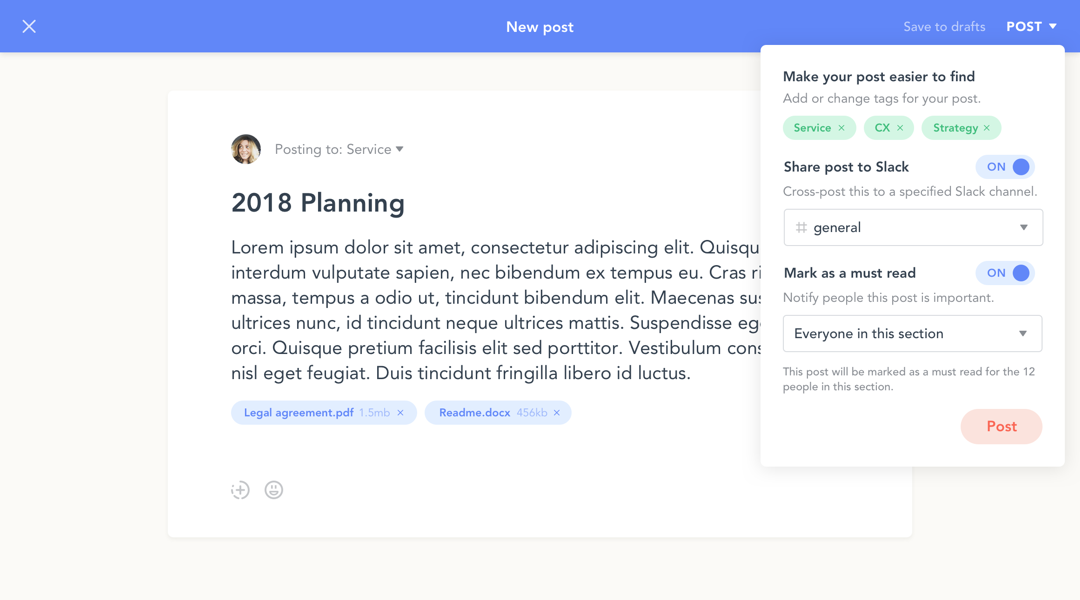 New post
Save to drafts
POST
Posting to: Service
2018 Planning
Lorem ipsum dolor sit amet, consectetur adipiscing elit. Quisqu
interdum vulputate sapien, nec bibendum ex tempus eu. Cras ri
massa, tempus a odio ut, tincidunt bibendum elit. Maecenas sus
ultrices nunc, id tincidunt neque ultrices mattis. Suspendisse eg
orci. Quisque pretium facilisis elit sed porttitor. Vestibulum cons
nisl eget feugiat. Duis tincidunt fringilla libero id luctus.
Legal agreement.pdf 1.5mb ×
Readme.docx 456kb ×
Make your post easier to find
Add or change tags for your post.
Service × CX × Strategy ×
Share post to Slack ON
Cross-post this to a specified Slack channel.
# general
Mark as a must read ON
Notify people this post is important.
Everyone in this section
This post will be marked as a must read for the 12
people in this section.
Post